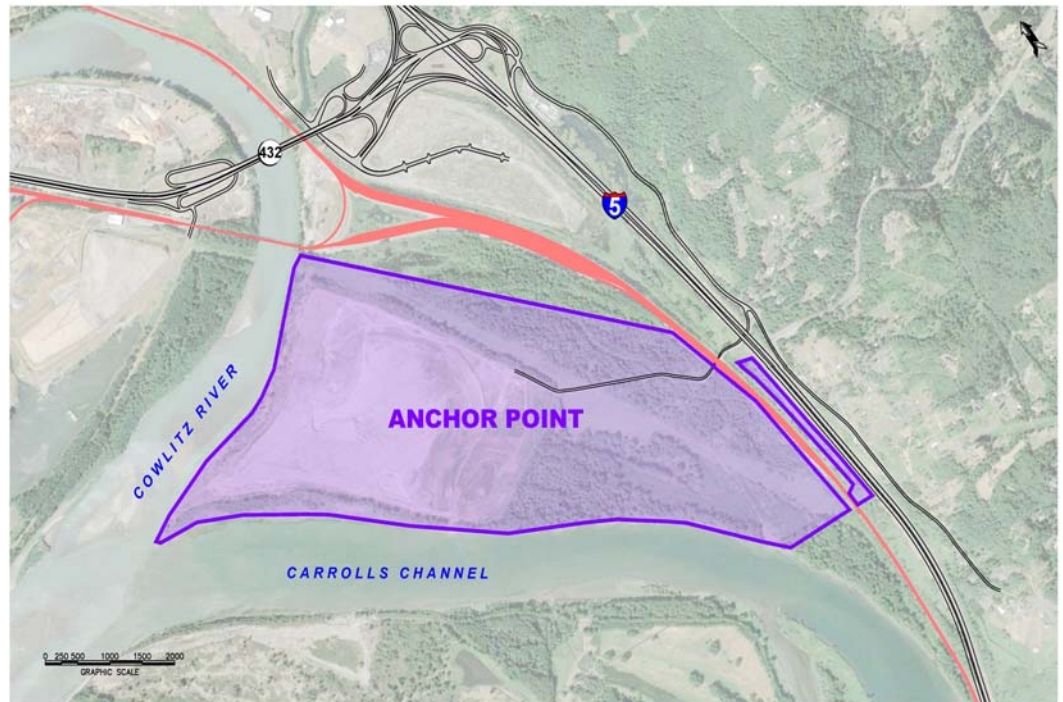 432
5
ANCHOR POINT
COWLITZ RIVER
CARROLLS CHANNEL
0 250 500 1000 1500 2000
GRAPHIC SCALE